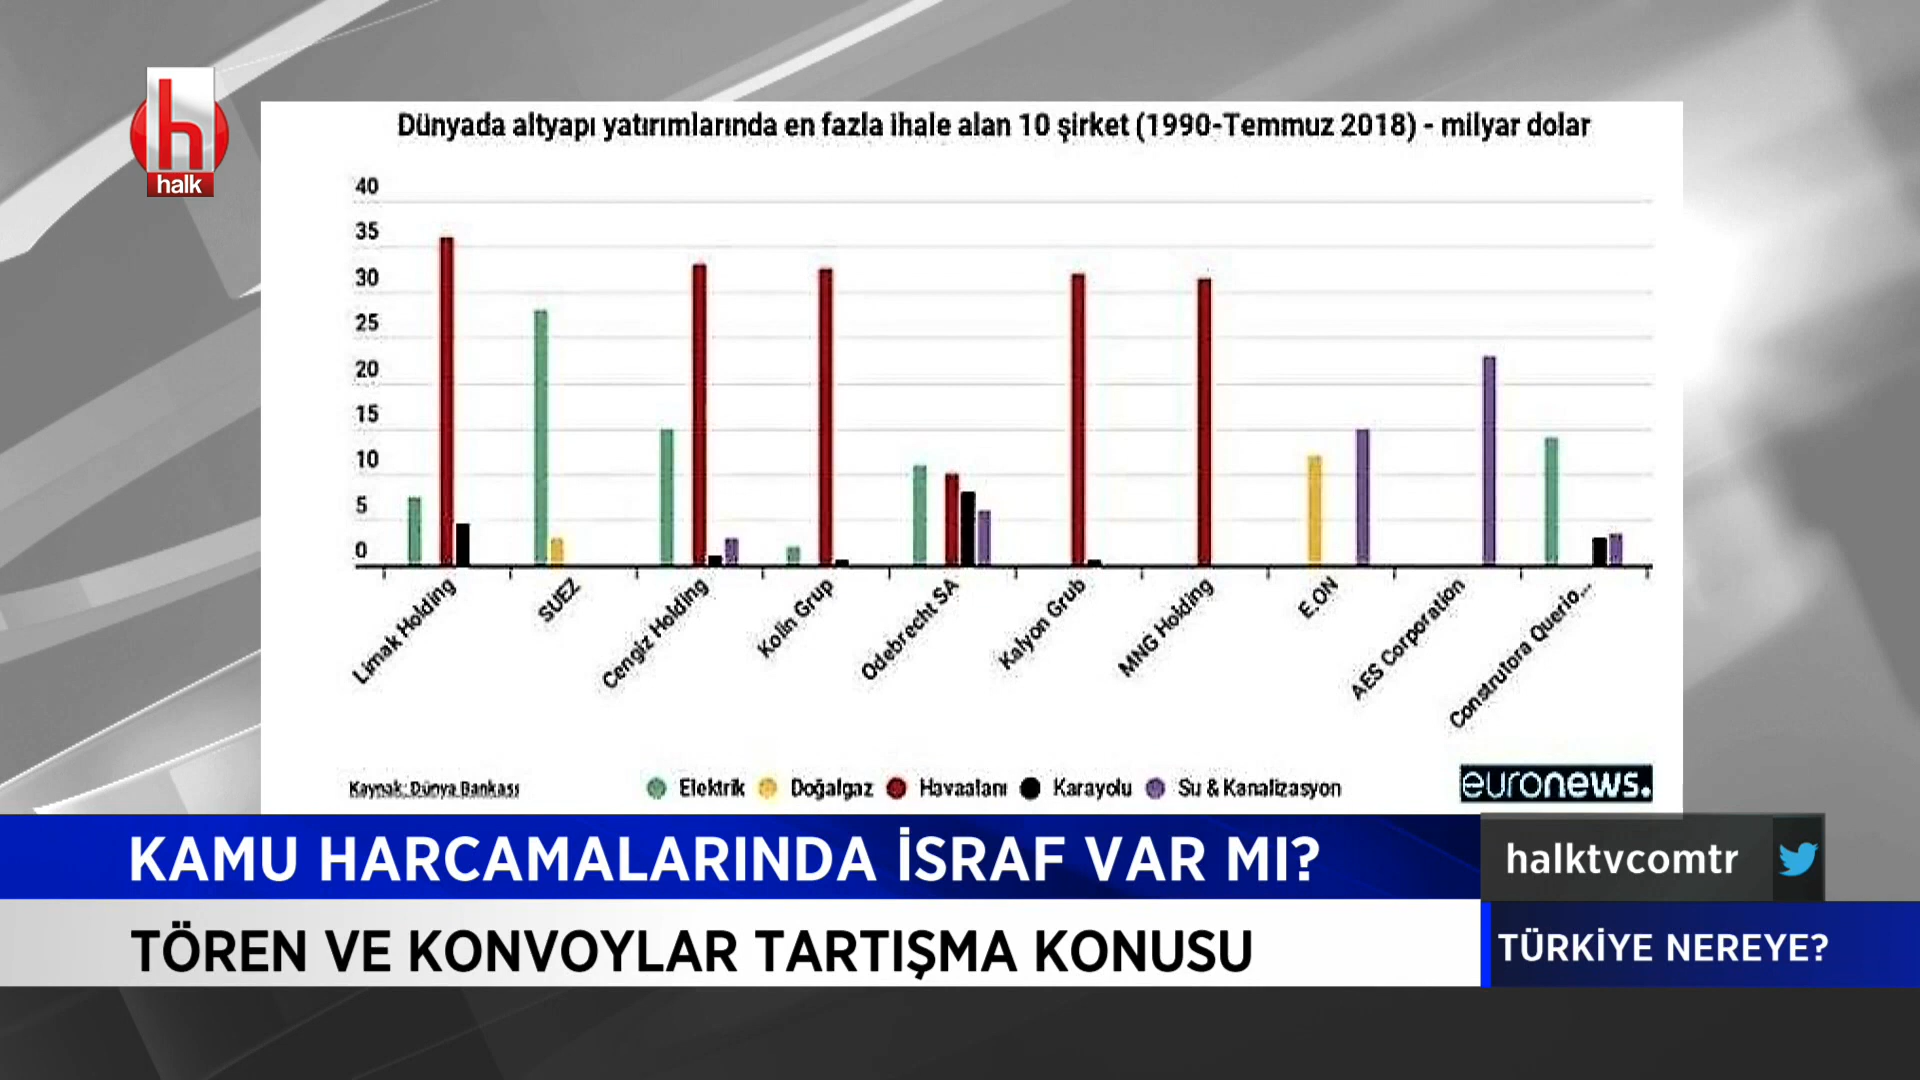 h
halk
Dünyada altyapı yatırımlarında en fazla ihale alan 10 şirket (1990-Temmuz 2018) - milyar dolar
40
35
30
25
20
15
10
5
0
Limak Holding
SUEZ
Cengiz Holding
Kolin Grup
Odebrecht SA
Kalyon Grub
MNG Holding
E.ON
AES Corporation
Construtora Querio...
Kaynak: Dünya Bankası
Elektrik
Doğalgaz
Havaalanı
Karayolu
Su & Kanalizasyon
euronews.
KAMU HARCAMALARINDA İSRAF VAR MI?
halktvcomtr
TÖREN VE KONVOYLAR TARTIŞMA KONUSU
TÜRKİYE NEREYE?